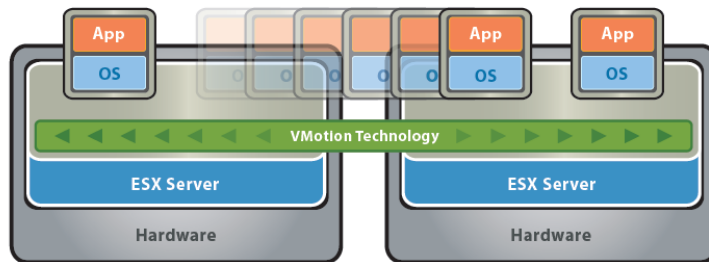 App
OS
App
OS
App
OS
VMotion Technology
ESX Server
ESX Server
Hardware
Hardware